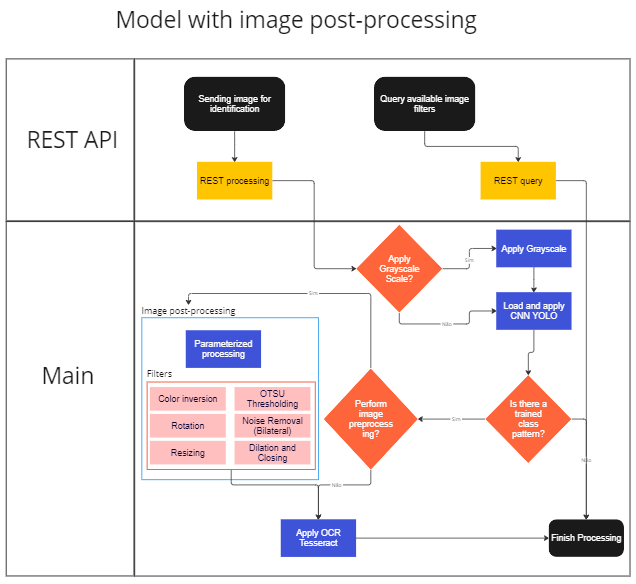 Model with image post-processing
REST API
Sending image for
identification
Query available image
filters
REST processing
REST query
Main
Apply
Grayscale
Scale?
Sim
Apply Grayscale
Não
Load and apply
CNN YOLO
Sim
Image post-processing
Parameterized
processing
Filters
Color inversion
OTSU
Thresholding
Rotation
Noise Removal
(Bilateral)
Resizing
Dilation and
Closing
Perform
image
preprocess
ing?
Sim
Is there a
trained
class
pattern?
Não
Não
Apply OCR
Tesseract
Finish Processing